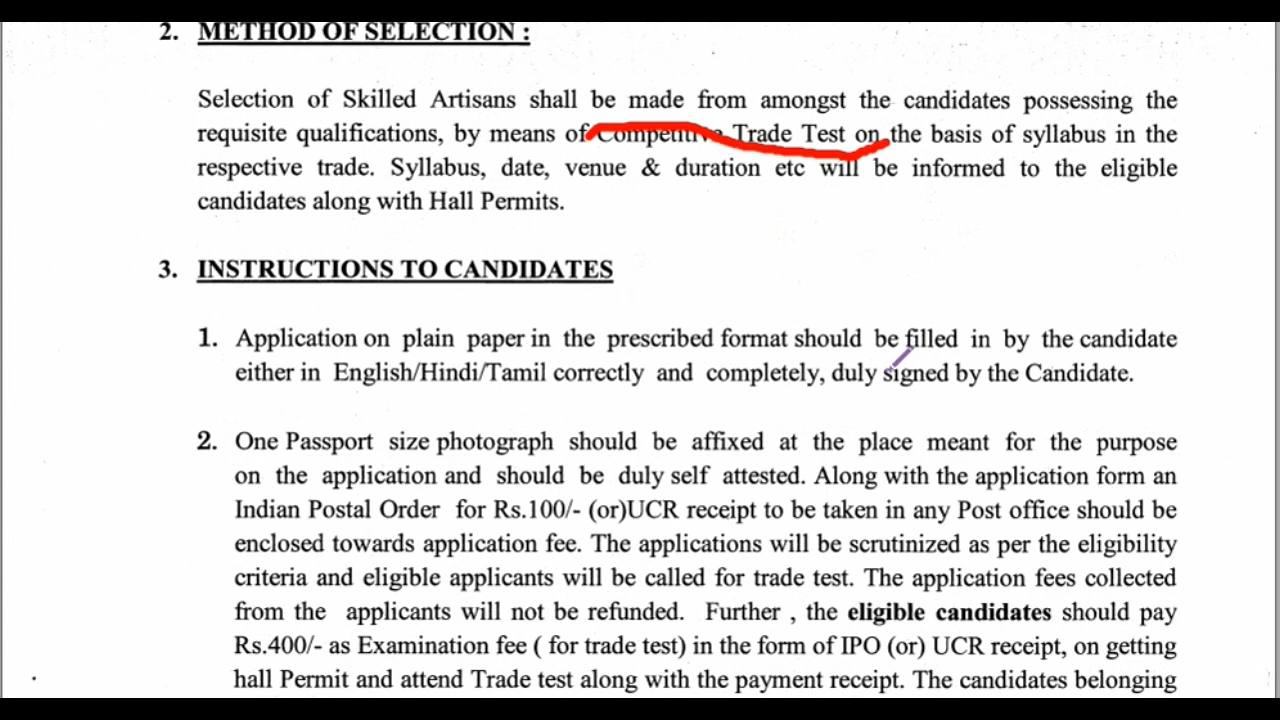 2. METHOD OF SELECTION :
Selection of Skilled Artisans shall be made from amongst the candidates possessing the
requisite qualifications, by means of Competitive Trade Test on the basis of syllabus in the
respective trade. Syllabus, date, venue & duration etc will be informed to the eligible
candidates along with Hall Permits.
3. INSTRUCTIONS TO CANDIDATES
1. Application on plain paper in the prescribed format should be filled in by the candidate
either in English/Hindi/Tamil correctly and completely, duly signed by the Candidate.
2. One Passport size photograph should be affixed at the place meant for the purpose
on the application and should be duly self attested. Along with the application form an
Indian Postal Order for Rs.100/- (or)UCR receipt to be taken in any Post office should be
enclosed towards application fee. The applications will be scrutinized as per the eligibility
criteria and eligible applicants will be called for trade test. The application fees collected
from the applicants will not be refunded. Further , the eligible candidates should pay
Rs.400/- as Examination fee ( for trade test) in the form of IPO (or) UCR receipt, on getting
hall Permit and attend Trade test along with the payment receipt. The candidates belonging